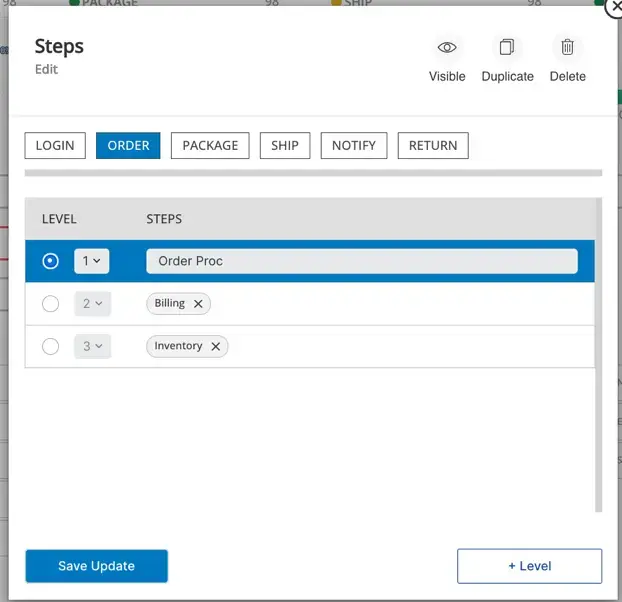 98 PACKAGE 98 SHIP 98
Steps
Edit
Visible Duplicate Delete
LOGIN ORDER PACKAGE SHIP NOTIFY RETURN
LEVEL STEPS
1 Order Proc
2 Billing
3 Inventory
Save Update + Level